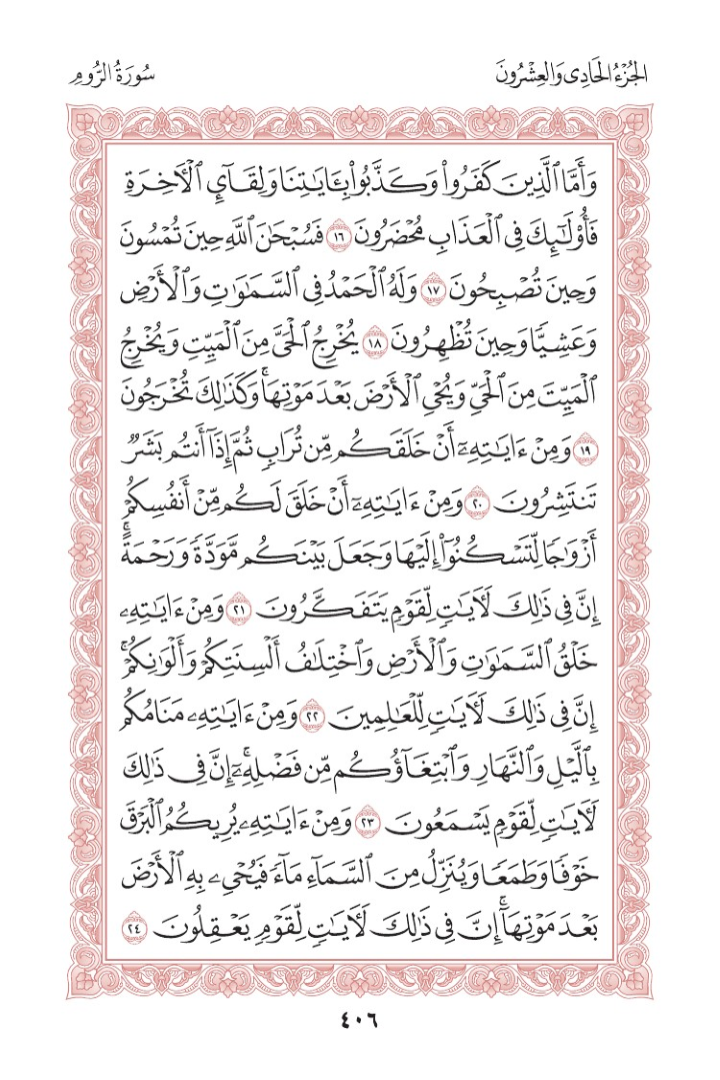 الجُزْءُ الحَادِى وَالعِشْرُونَ
سُورَةُ الرُّومِ
وَأَمَّا ٱلَّذِينَ كَفَرُواْ وَكَذَّبُواْ بِـَٔايَـٰتِنَا وَلِقَآيِٕ ٱلْأَخِرَةِ
فَأُوْلَـٰٓئِكَ فِى ٱلْعَذَابِ مُحْضَرُونَ ١٦ فَسُبْحَـٰنَ ٱللَّهِ حِينَ تُمْسُونَ
وَحِينَ تُصْبِحُونَ ١٧ وَلَهُ ٱلْحَمْدُ فِى ٱلسَّمَـٰوَٰتِ وَٱلْأَرْضِ
وَعَشِيًّا وَحِينَ تُظْهِرُونَ ١٨ يُخْرِجُ ٱلْحَىَّ مِنَ ٱلْمَيِّتِ وَيُخْرِجُ
ٱلْمَيِّتَ مِنَ ٱلْحَىِّ وَيُحْىِ ٱلْأَرْضَ بَعْدَ مَوْتِهَا ۚ وَكَذَٰلِكَ تُخْرَجُونَ
١٩ وَمِنْ ءَايَـٰتِهِۦٓ أَنْ خَلَقَكُم مِّن تُرَابٍ ثُمَّ إِذَآ أَنتُم بَشَرٌ
تَنتَشِرُونَ ٢٠ وَمِنْ ءَايَـٰتِهِۦٓ أَنْ خَلَقَ لَكُم مِّنْ أَنفُسِكُمْ
أَزْوَٰجًا لِّتَسْكُنُوٓاْ إِلَيْهَا وَجَعَلَ بَيْنَكُم مَّوَدَّةً وَرَحْمَةً ۚ
إِنَّ فِى ذَٰلِكَ لَأَيَـٰتٍ لِّقَوْمٍ يَتَفَكَّرُونَ ٢١ وَمِنْ ءَايَـٰتِهِۦ
خَلْقُ ٱلسَّمَـٰوَٰتِ وَٱلْأَرْضِ وَٱخْتِلَـٰفُ أَلْسِنَتِكُمْ وَأَلْوَٰنِكُمْ ۚ
إِنَّ فِى ذَٰلِكَ لَأَيَـٰتٍ لِّلْعَـٰلِمِينَ ٢٢ وَمِنْ ءَايَـٰتِهِۦ مَنَامُكُم
بِٱلَّيْلِ وَٱلنَّهَارِ وَٱبْتِغَآؤُكُم مِّن فَضْلِهِۦٓ ۚ إِنَّ فِى ذَٰلِكَ
لَأَيَـٰتٍ لِّقَوْمٍ يَسْمَعُونَ ٢٣ وَمِنْ ءَايَـٰتِهِۦ يُرِيكُمُ ٱلْبَرْقَ
خَوْفًا وَطَمَعًا وَيُنَزِّلُ مِنَ ٱلسَّمَآءِ مَآءً فَيُحْىِۦ بِهِ ٱلْأَرْضَ
بَعْدَ مَوْتِهَآ ۚ إِنَّ فِى ذَٰلِكَ لَأَيَـٰتٍ لِّقَوْمٍ يَعْقِلُونَ ٢٤
٤٠٦